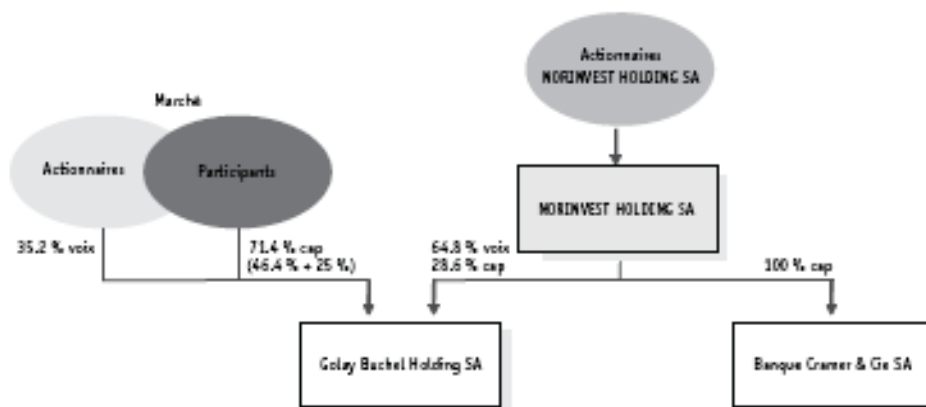 Actionnaires
NORINVEST HOLDING SA
Marché
Actionnaires
Participants
NORINVEST HOLDING SA
35.2 % voix
71.4 % cap
(46.4 % + 25 %)
64.8 % voix
28.6 % cap
100 % cap
Golay Buchel Holding SA
Banque Cramer & Cie SA